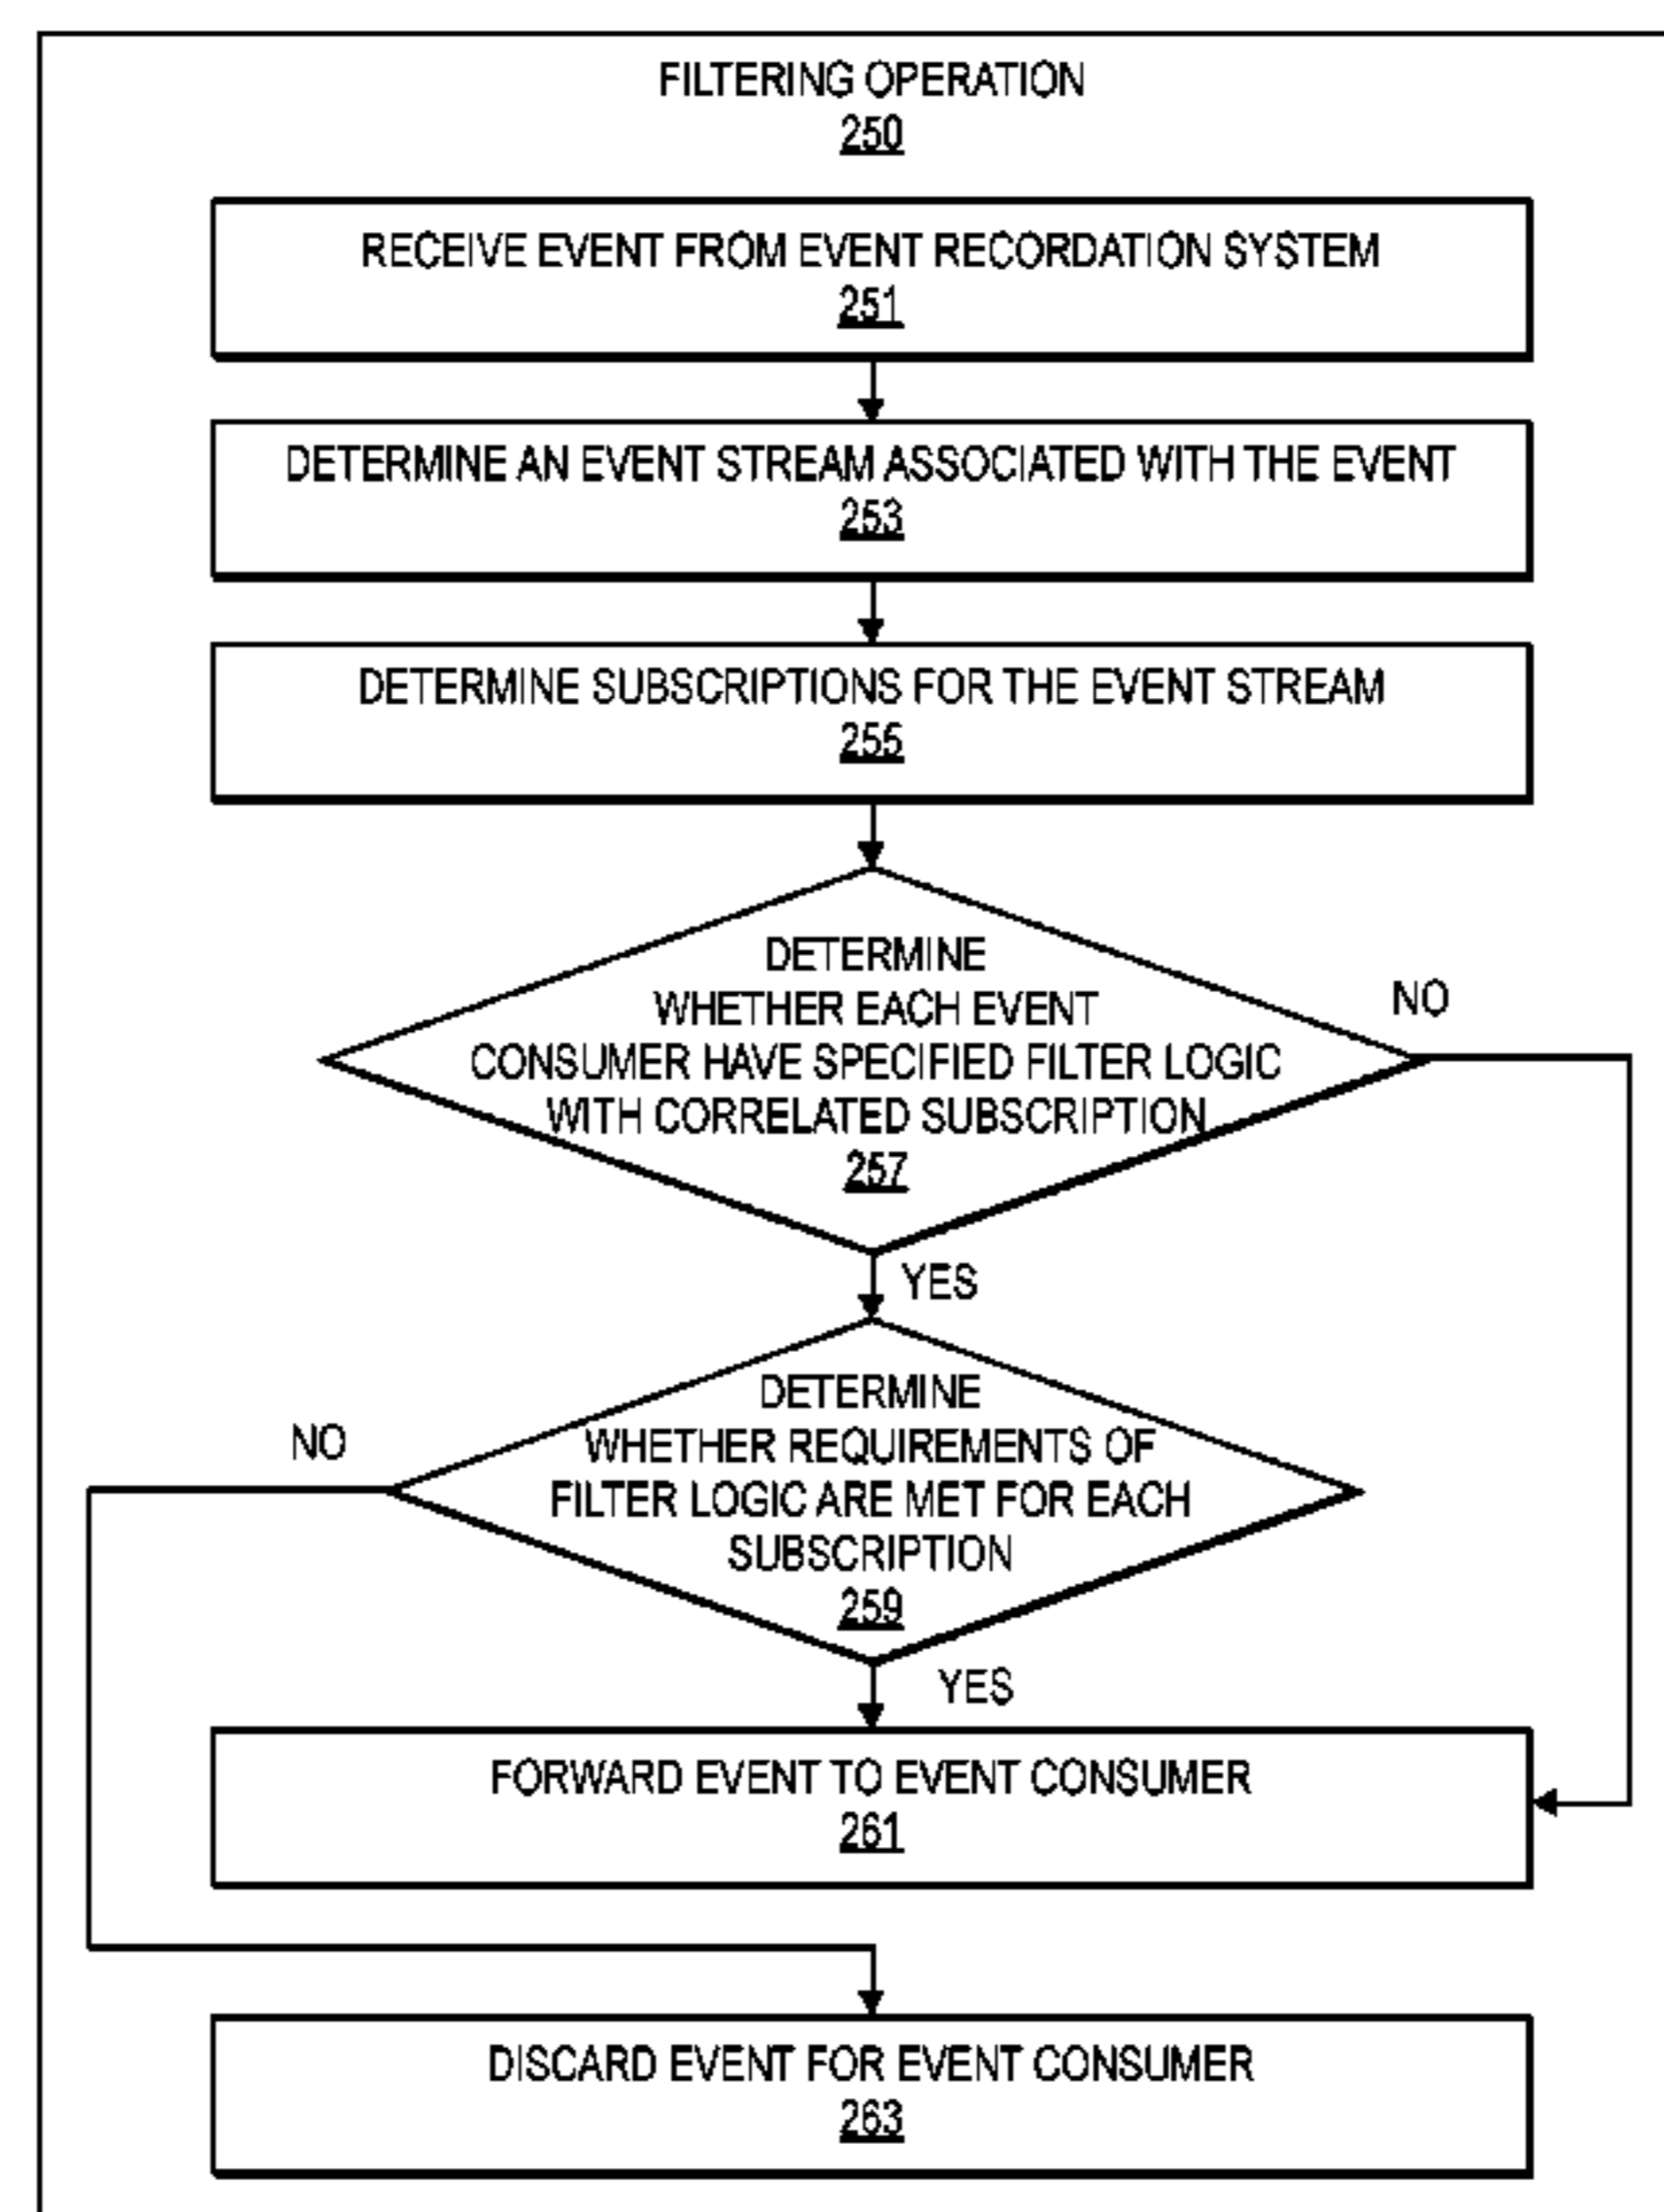 FILTERING OPERATION
250
RECEIVE EVENT FROM EVENT RECORDATION SYSTEM
251
DETERMINE AN EVENT STREAM ASSOCIATED WITH THE EVENT
253
DETERMINE SUBSCRIPTIONS FOR THE EVENT STREAM
255
DETERMINE
WHETHER EACH EVENT
CONSUMER HAVE SPECIFIED FILTER LOGIC
WITH CORRELATED SUBSCRIPTION
257
NO
YES
DETERMINE
WHETHER REQUIREMENTS OF
FILTER LOGIC ARE MET FOR EACH
SUBSCRIPTION
259
NO
YES
FORWARD EVENT TO EVENT CONSUMER
261
DISCARD EVENT FOR EVENT CONSUMER
263